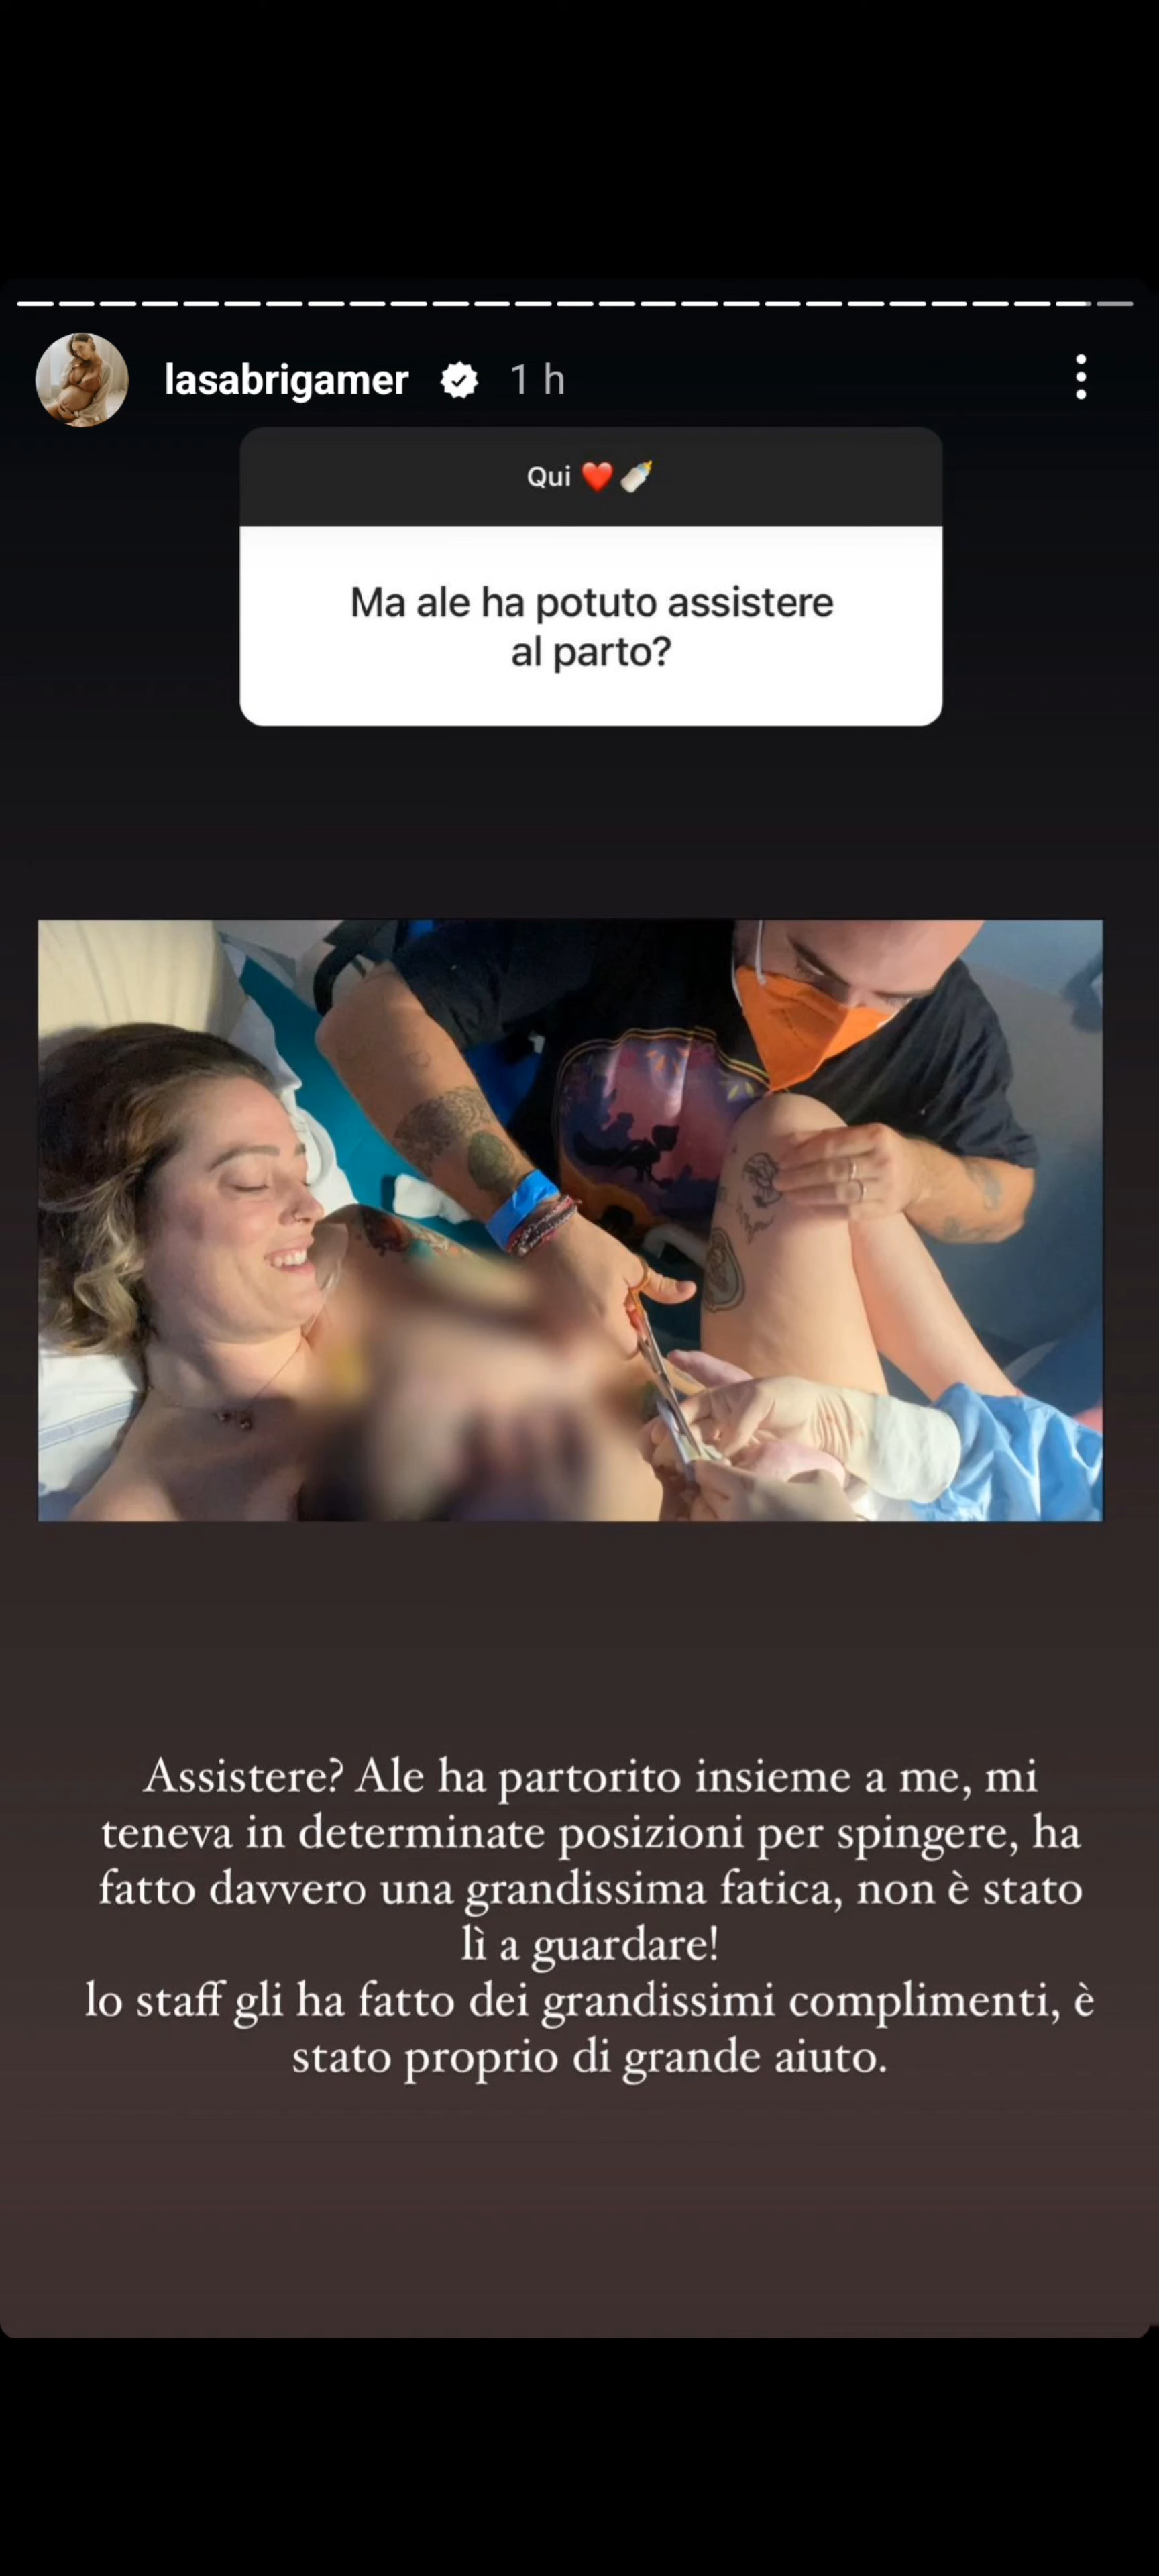 lasabrigamer 1 h
Qui ❤️🍼
Ma ale ha potuto assistere
al parto?
Assistere? Ale ha partorito insieme a me, mi
teneva in determinate posizioni per spingere, ha
fatto davvero una grandissima fatica, non è stato
lì a guardare!
lo staff gli ha fatto dei grandissimi complimenti, è
stato proprio di grande aiuto.